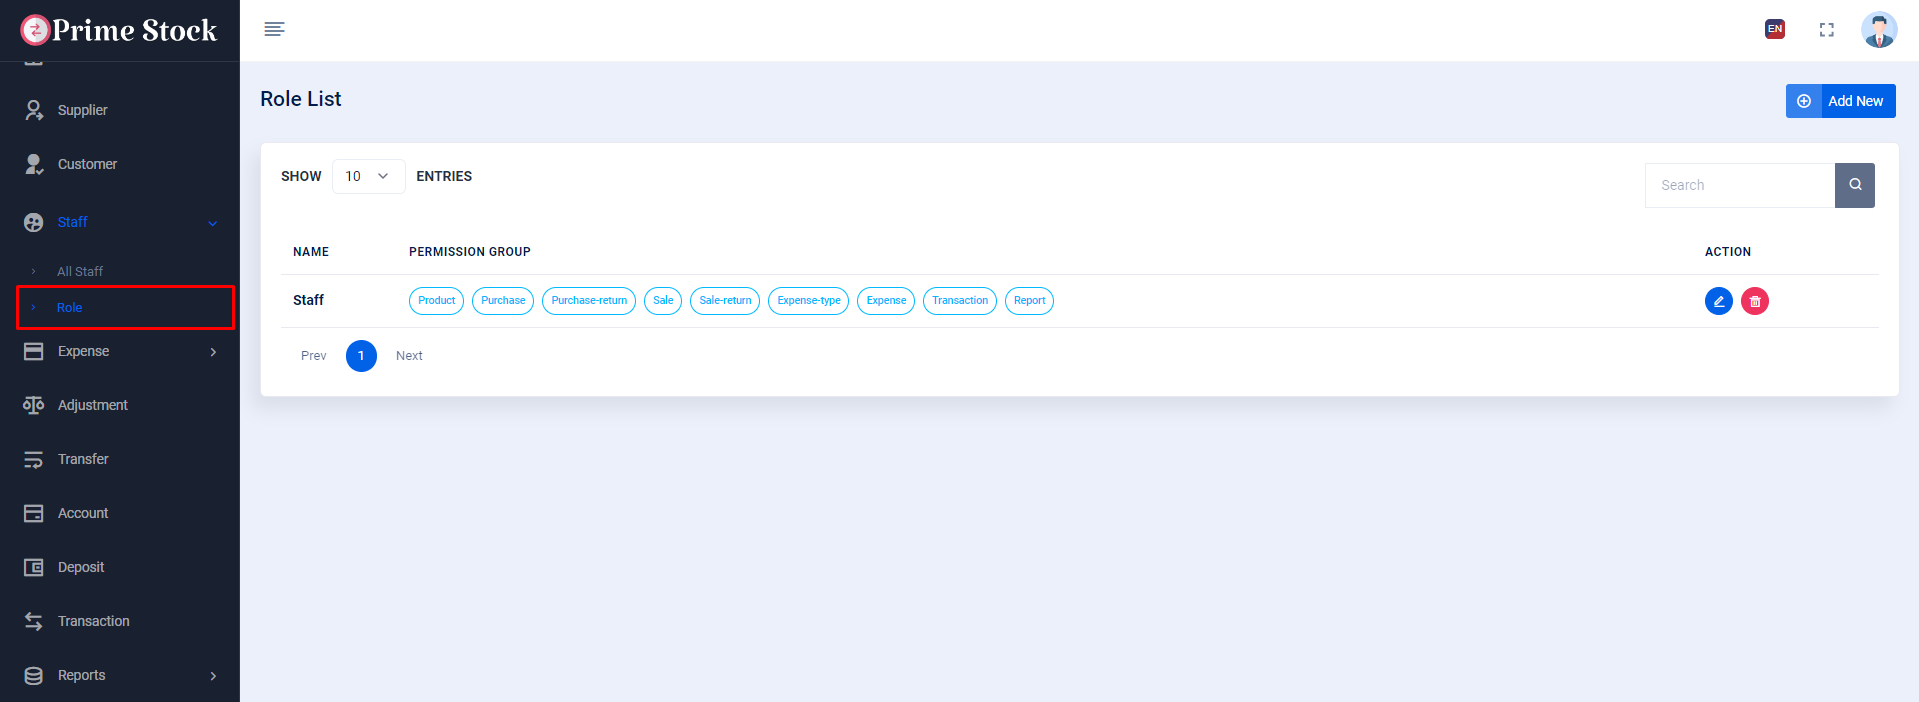 Prime Stock
EN
Supplier
Customer
Staff
All Staff
Role
Expense
Adjustment
Transfer
Account
Deposit
Transaction
Reports
Role List
Add New
SHOW 10 ENTRIES
Search
NAME PERMISSION GROUP ACTION
Staff Product Purchase Purchase-return Sale Sale-return Expense-type Expense Transaction Report
Prev 1 Next